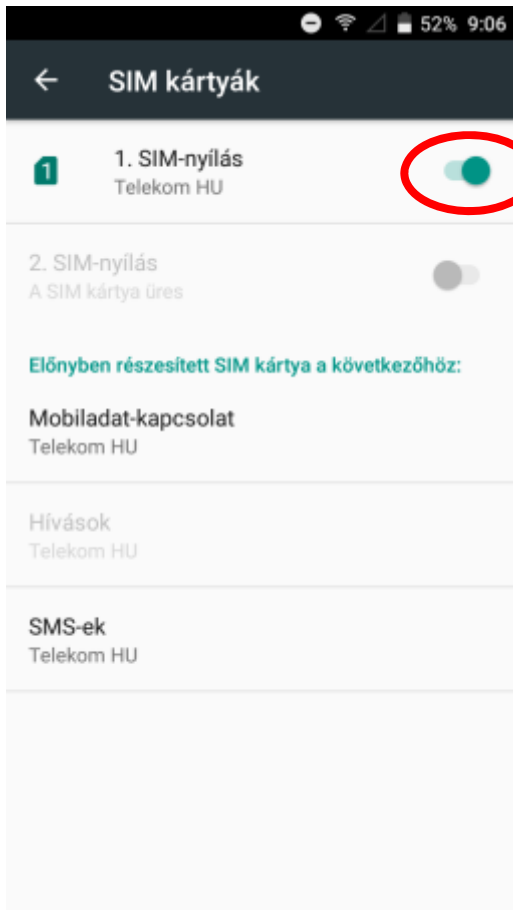 52% 9:06
SIM kártyák
1
1. SIM-nyílás
Telekom HU
2. SIM-nyílás
A SIM kártya üres
Előnyben részesített SIM kártya a következőhöz:
Mobiladat-kapcsolat
Telekom HU
Hívások
Telekom HU
SMS-ek
Telekom HU